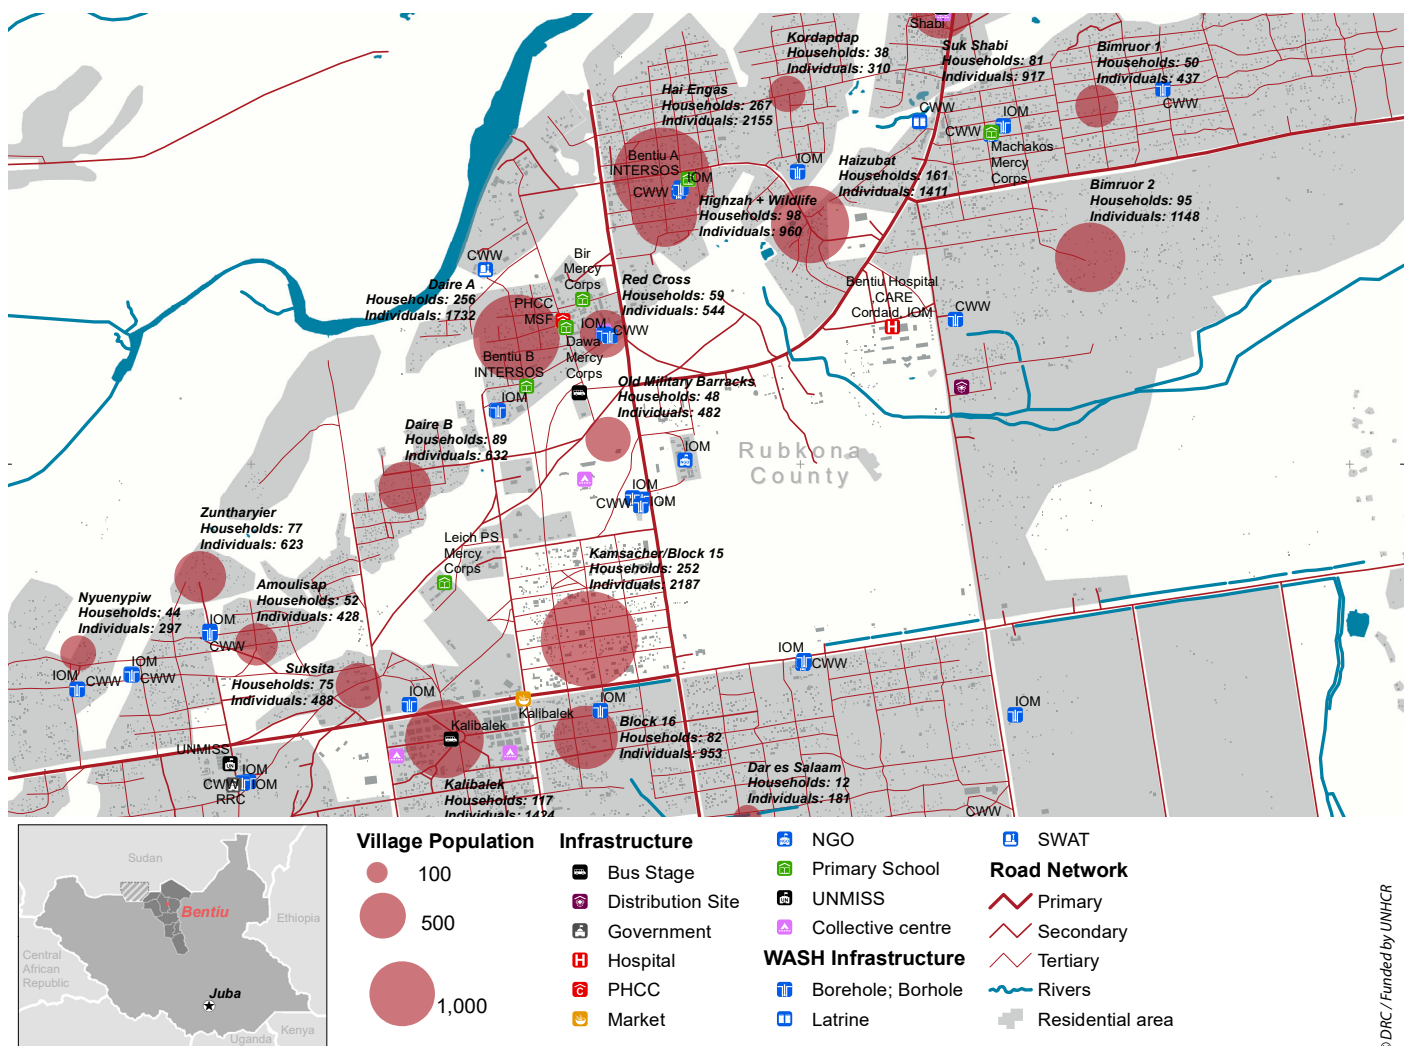 Shabi
Kordapdap
Households: 38
Individuals: 310
Suk Shabi
Households: 81
Individuals: 917
Bimruor 1
Households: 50
Individuals: 437
CWW
Hai Engas
Households: 267
Individuals: 2155
CWW
IOM
CWW
Machakos
Mercy
Corps
Bentiu A
INTERSOS
IOM
CWW
IOM
Haizubat
Households: 161
Individuals: 1411
Bimruor 2
Households: 95
Individuals: 1148
Highzah + Wildlife
Households: 98
Individuals: 960
CWW
Bir
Mercy
Corps
Daire A
Households: 256
Individuals: 1732
Red Cross
Households: 59
Individuals: 544
Bentiu Hospital
CARE
Cordaid, IOM
CWW
PHCC
MSF
IOM
CWW
Dawa
Mercy
Corps
Bentiu B
INTERSOS
IOM
Old Military Barracks
Households: 48
Individuals: 482
Daire B
Households: 89
Individuals: 632
IOM
Rubkona
County
IOM
CWW
IOM
Zuntharyier
Households: 77
Individuals: 623
Leich PS
Mercy
Corps
Kamsacher/Block 15
Households: 252
Individuals: 2187
Amoulisap
Households: 52
Individuals: 428
Nyuenypiw
Households: 44
Individuals: 297
IOM
CWW
IOM
CWW
IOM
CWW
Suksita
Households: 75
Individuals: 488
IOM
CWW
IOM
IOM
IOM
Kalibalek
Kalibalek
Block 16
Households: 82
Individuals: 953
UNMISS
IOM
CWW
IOM
RRC
Kalibalek
Households: 117
Individuals: 1424
Dar es Salaam
Households: 12
Individuals: 181
CWW
Sudan
Ethiopia
Bentiu
Central
African
Republic
Juba
Uganda
Kenya
Village Population
100
500
1,000
Infrastructure
Bus Stage
Distribution Site
Government
Hospital
PHCC
Market
NGO
Primary School
UNMISS
Collective centre
WASH Infrastructure
Borehole; Borhole
Latrine
SWAT
Road Network
Primary
Secondary
Tertiary
Rivers
Residential area
© DRC / Funded by UNHCR